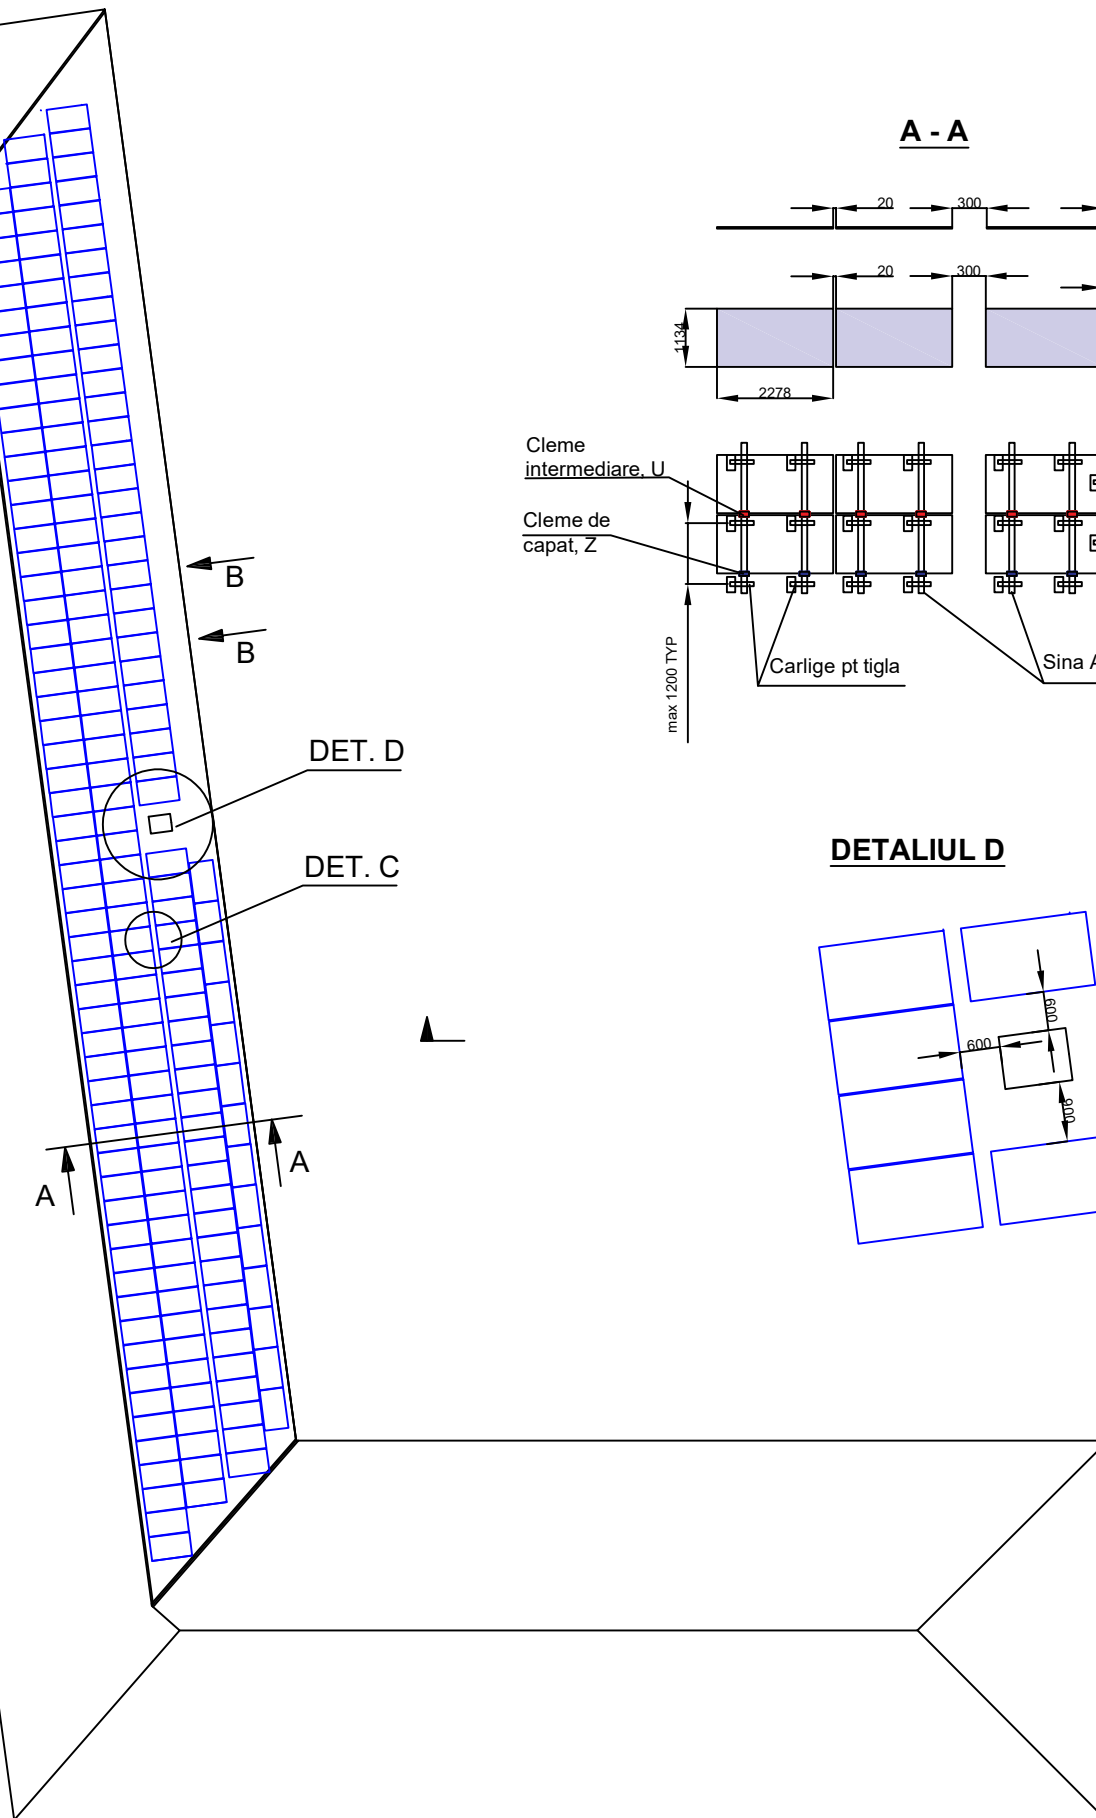 A - A
20
300
20
300
1134
2278
Cleme
intermediare, U
Cleme de
capat, Z
max 1200 TYP
Carlige pt tigla
Sina A
B
B
DET. D
DET. C
DETALIUL D
600
600
900
A
A